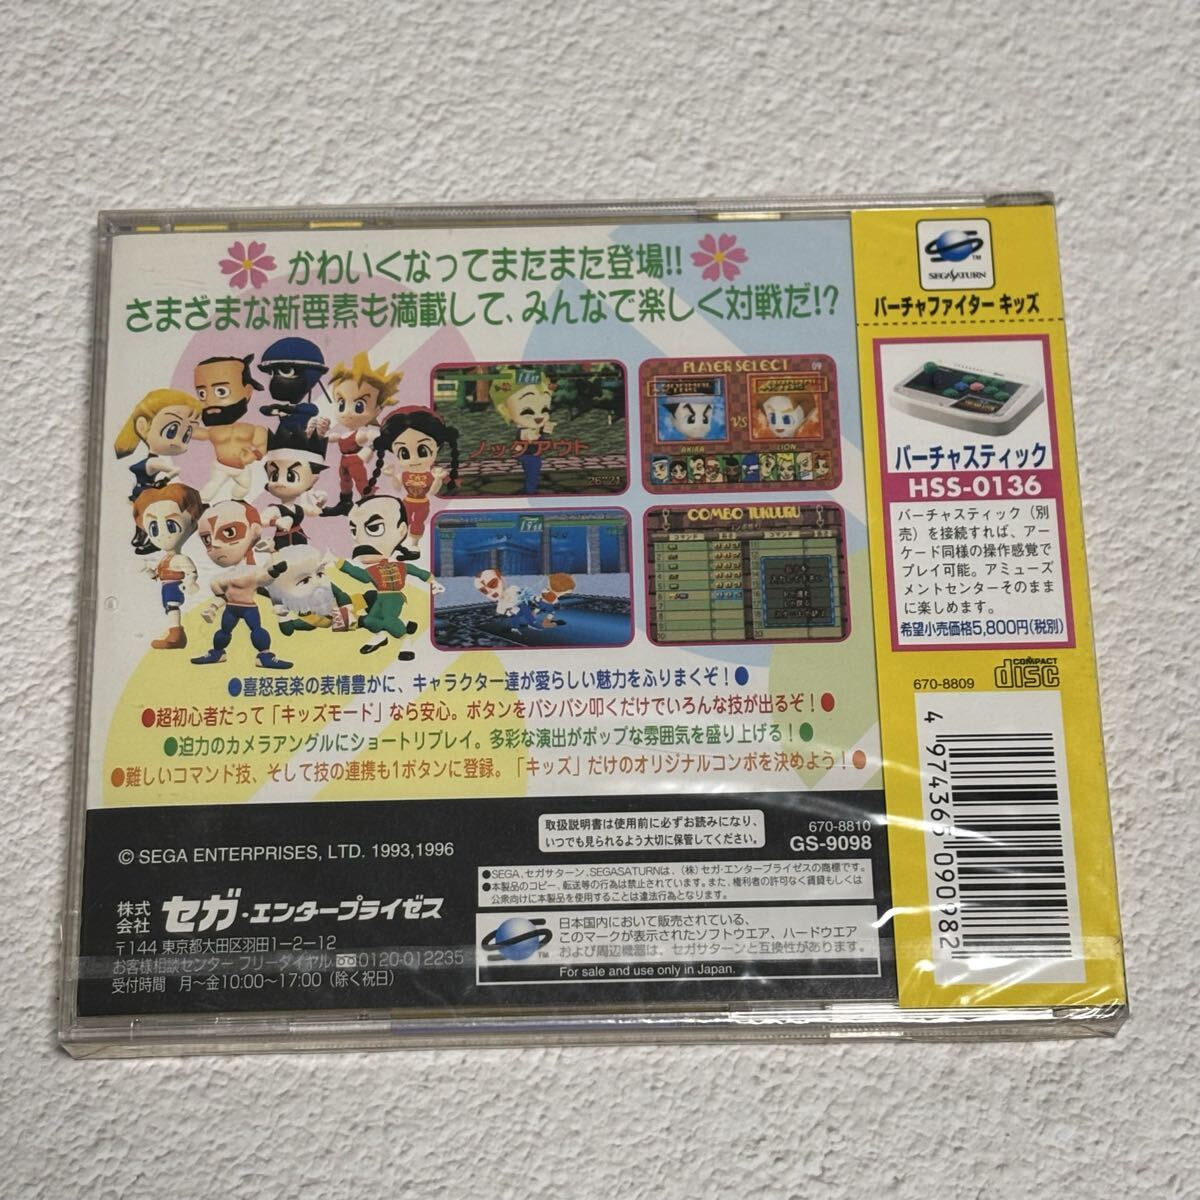 かわいくなってまたまた登場!!
さまざまな新要素も満載して、みんなで楽しく対戦だ!?
ノックアウト
26"21
PLAYER SELECT
09
VS
AKIRA
LION
COMBO TUKUURU
コマンド
コマンド
●喜怒哀楽の表情豊かに、キャラクター達が愛らしい魅力をふりまくぞ!●
●超初心者だって「キッズモード」なら安心。ボタンをバシバシ叩くだけでいろんな技が出るぞ!●
●迫力のカメラアングルにショートリプレイ。多彩な演出がポップな雰囲気を盛り上げる!●
●難しいコマンド技、そして技の連携も1ボタンに登録。「キッズ」だけのオリジナルコンボを決めよう!●
取扱説明書は使用前に必ずお読みになり、
いつでも見られるよう大切に保管してください。
670-8810
GS-9098
© SEGA ENTERPRISES, LTD. 1993,1996
株式会社 セガ・エンタープライゼス
〒144 東京都大田区羽田1-2-12
お客様相談センター フリーダイヤル 0120-012235
受付時間 月〜金10:00〜17:00(除く祝日)
●SEGA、セガサターン、SEGASATURNは、(株)セガ・エンタープライゼスの商標です。
●本製品のコピー、転送等の行為は禁止されています。また、権利者の許可なく賃貸もしくは
公衆向けに本製品を使用することは違法行為となります。
日本国内において販売されている、
このマークが表示されたソフトウエア、ハードウエア
および周辺機器は、セガサターンと互換性があります。
TM
For sale and use only in Japan.
TM
SEGA SATURN
バーチャファイター キッズ
バーチャスティック
HSS-0136
バーチャスティック(別
売)を接続すれば、アー
ケード同様の操作感覚で
プレイ可能。アミューズ
メントセンターそのまま
に楽しめます。
希望小売価格5,800円(税別)
670-8809
COMPACT
disc
4 974365 090982